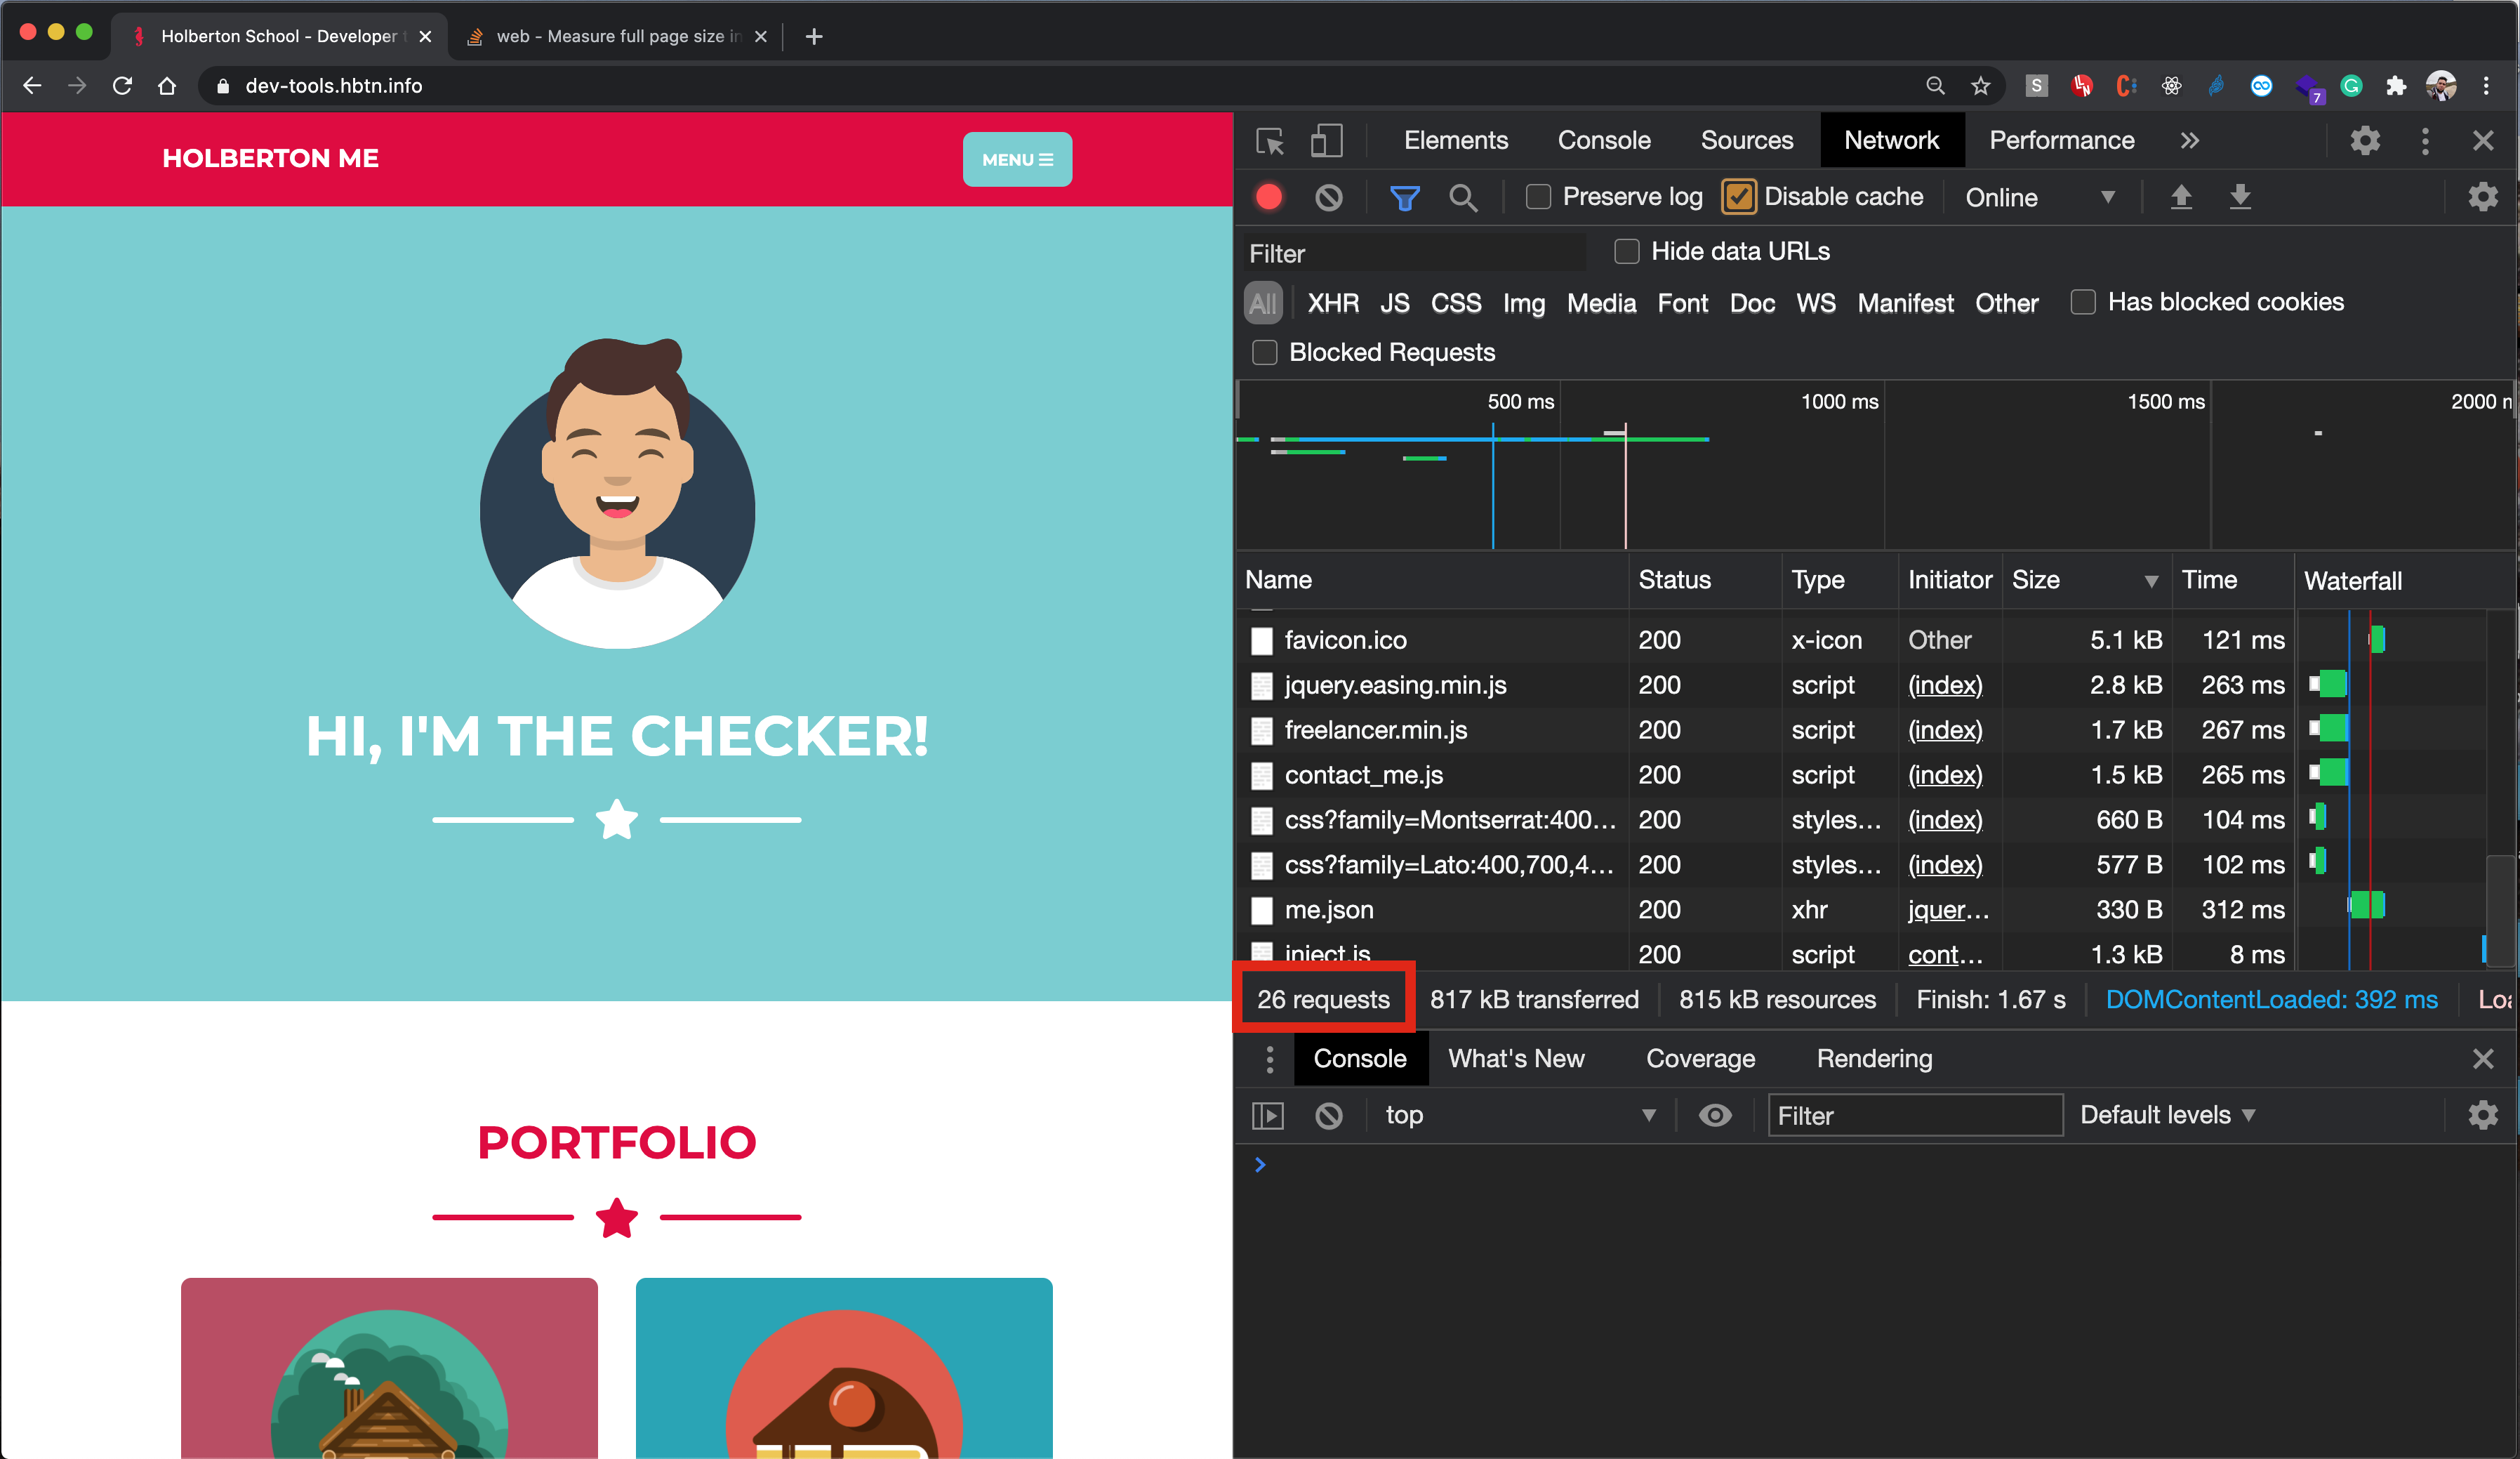 Holberton School - Developer t
web - Measure full page size in
dev-tools.hbtn.info
S
7
HOLBERTON ME
MENU
HI, I'M THE CHECKER!
PORTFOLIO
Elements Console Sources Network Performance
Preserve log Disable cache Online
Filter Hide data URLs
All XHR JS CSS Img Media Font Doc WS Manifest Other Has blocked cookies
Blocked Requests
500 ms 1000 ms 1500 ms 2000 m
Name Status Type Initiator Size Time Waterfall
favicon.ico 200 x-icon Other 5.1 kB 121 ms
jquery.easing.min.js 200 script (index) 2.8 kB 263 ms
freelancer.min.js 200 script (index) 1.7 kB 267 ms
contact_me.js 200 script (index) 1.5 kB 265 ms
css?family=Montserrat:400... 200 styles... (index) 660 B 104 ms
css?family=Lato:400,700,4... 200 styles... (index) 577 B 102 ms
me.json 200 xhr jquer... 330 B 312 ms
inject.js 200 script cont... 1.3 kB 8 ms
26 requests 817 kB transferred 815 kB resources Finish: 1.67 s DOMContentLoaded: 392 ms Loa
Console What's New Coverage Rendering
top Filter Default levels